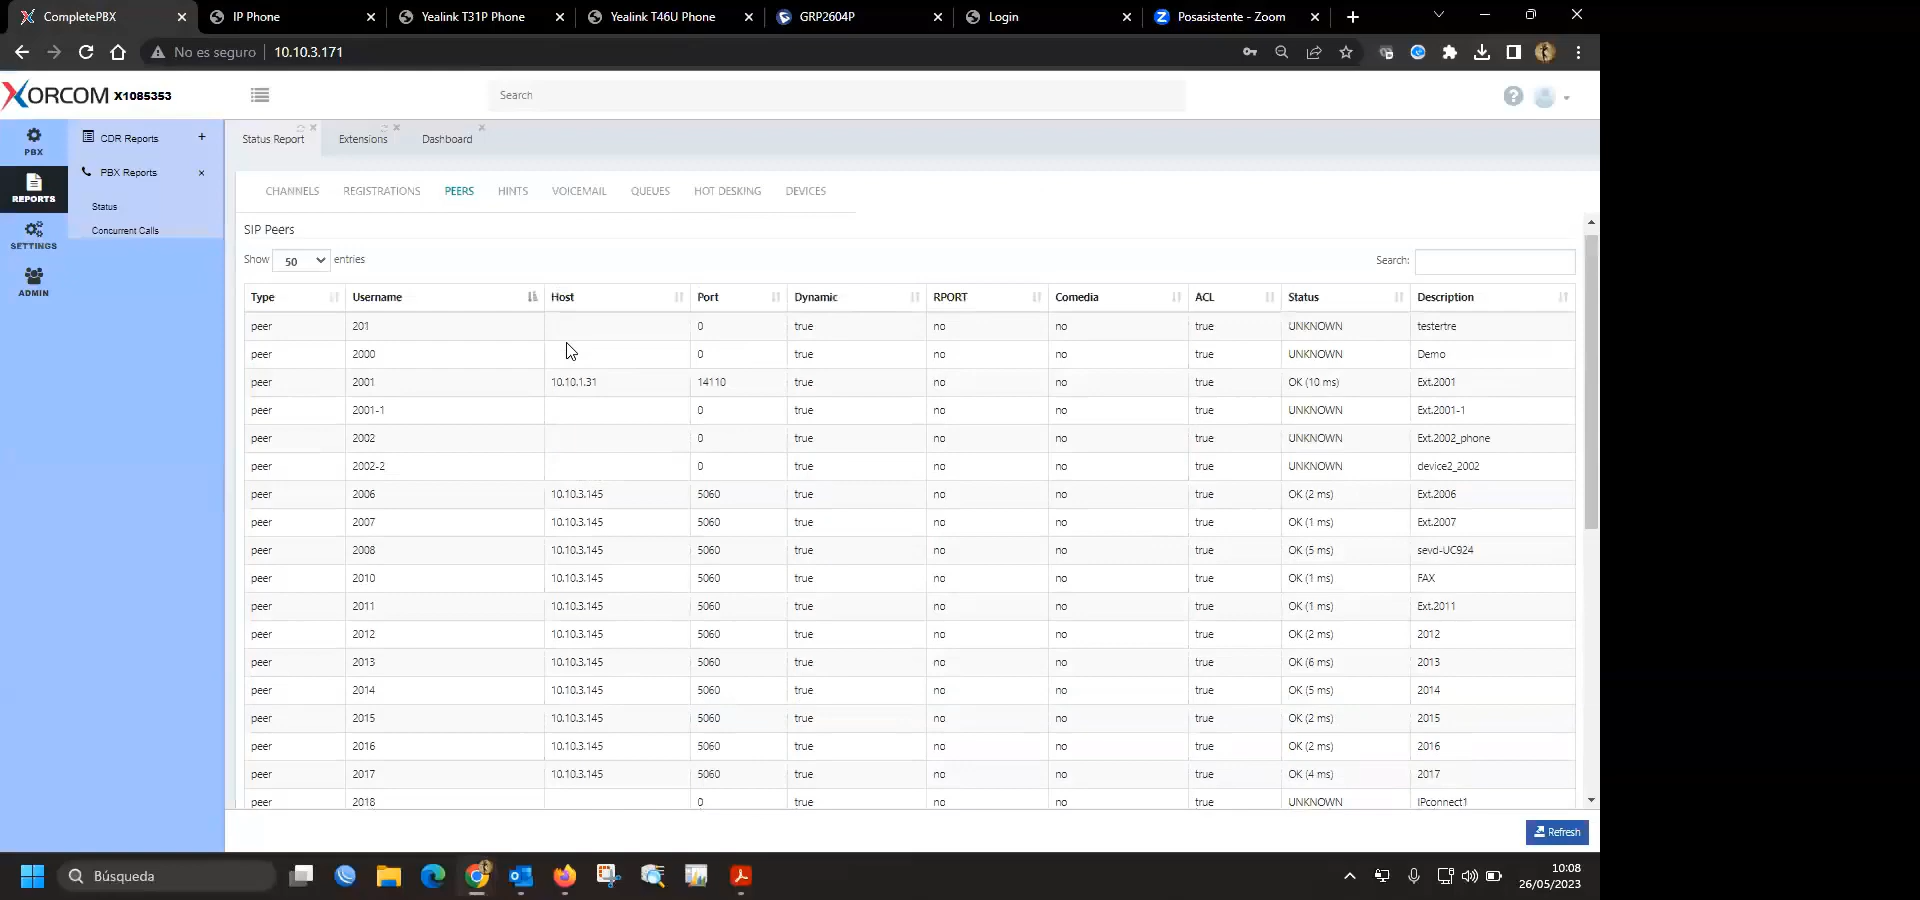 CompletePBX
IP Phone
Yealink T31P Phone
Yealink T46U Phone
GRP2604P
Login
Posasistente - Zoom
No es seguro
10.10.3.171
XORCOM X1085353
Search
PBX
REPORTS
SETTINGS
ADMIN
CDR Reports +
PBX Reports ×
Status
Concurrent Calls
Status Report
Extensions
Dashboard
CHANNELS REGISTRATIONS PEERS HINTS VOICEMAIL QUEUES HOT DESKING DEVICES
SIP Peers
Show 50 entries
Search:
Type Username Host Port Dynamic RPORT Comedia ACL Status Description
peer 201 0 true no no true UNKNOWN testertre
peer 2000 0 true no no true UNKNOWN Demo
peer 2001 10.10.1.31 14110 true no no true OK (10 ms) Ext.2001
peer 2001-1 0 true no no true UNKNOWN Ext.2001-1
peer 2002 0 true no no true UNKNOWN Ext.2002_phone
peer 2002-2 0 true no no true UNKNOWN device2_2002
peer 2006 10.10.3.145 5060 true no no true OK (2 ms) Ext.2006
peer 2007 10.10.3.145 5060 true no no true OK (1 ms) Ext.2007
peer 2008 10.10.3.145 5060 true no no true OK (5 ms) sevd-UC924
peer 2010 10.10.3.145 5060 true no no true OK (1 ms) FAX
peer 2011 10.10.3.145 5060 true no no true OK (1 ms) Ext.2011
peer 2012 10.10.3.145 5060 true no no true OK (2 ms) 2012
peer 2013 10.10.3.145 5060 true no no true OK (6 ms) 2013
peer 2014 10.10.3.145 5060 true no no true OK (5 ms) 2014
peer 2015 10.10.3.145 5060 true no no true OK (2 ms) 2015
peer 2016 10.10.3.145 5060 true no no true OK (2 ms) 2016
peer 2017 10.10.3.145 5060 true no no true OK (4 ms) 2017
peer 2018 0 true no no true UNKNOWN IPconnect1
Refresh
Búsqueda
10:08
26/05/2023